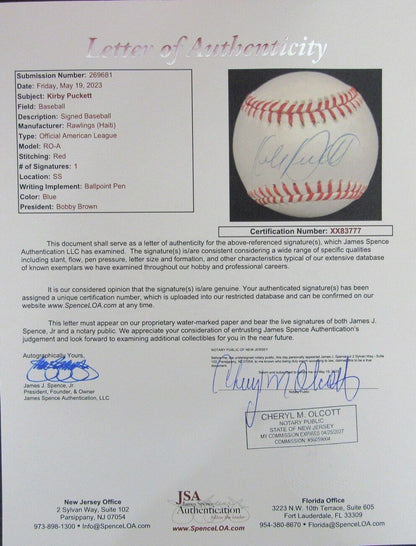 Letter of Authenticity
Submission Number: 269681
Date: Friday, May 19, 2023
Subject: Kirby Puckett
Field: Baseball
Description: Signed Baseball
Manufacturer: Rawlings (Haiti)
Type: Official American League
Model: RO-A
Stitching: Red
# of Signatures: 1
Location: SS
Writing Implement: Ballpoint Pen
Color: Blue
President: Bobby Brown
Certification Number: XX83777
This document shall serve as a letter of authenticity for the above-referenced signature(s), which James Spence
Authentication LLC has examined. The signature(s) is/are consistent considering a wide range of specific qualities
including slant, flow, pen pressure, letter size and formation, and other characteristics typical of our extensive database
of known exemplars we have examined throughout our hobby and professional careers.
It is our considered opinion that the signature(s) is/are genuine. Your authenticated signature(s) has been
assigned a unique certification number, which is uploaded into our restricted database and can be confirmed on our
website www.SpenceLOA.com at any time.
This letter must appear on our proprietary water-marked paper and bear the live signatures of both James J.
Spence, Jr and a notary public. We appreciate your consideration of entrusting James Spence Authentication's
judgement and look forward to examining additional collectibles for you in the near future.
Autographically Yours,
NOTARY PUBLIC OF NEW JERSEY
Cheryl M. Olcott
Notary Public
James J. Spence, Jr.
President, Founder, & Owner
James Spence Authentication, LLC
CHERYL M. OLCOTT
NOTARY PUBLIC
STATE OF NEW JERSEY
MY COMMISSION EXPIRES
New Jersey Office
2 Sylvan Way, Suite 102
Parsippany, NJ 07054
973-898-1300 • Info@SpenceLOA.com
JSA
James Spence
Authentication
www.SpenceLOA.com
Florida Office
3223 N.W. 10th Terrace, Suite 605
Fort Lauderdale, FL 33309
954-380-8670 • Florida@SpenceLOA.com